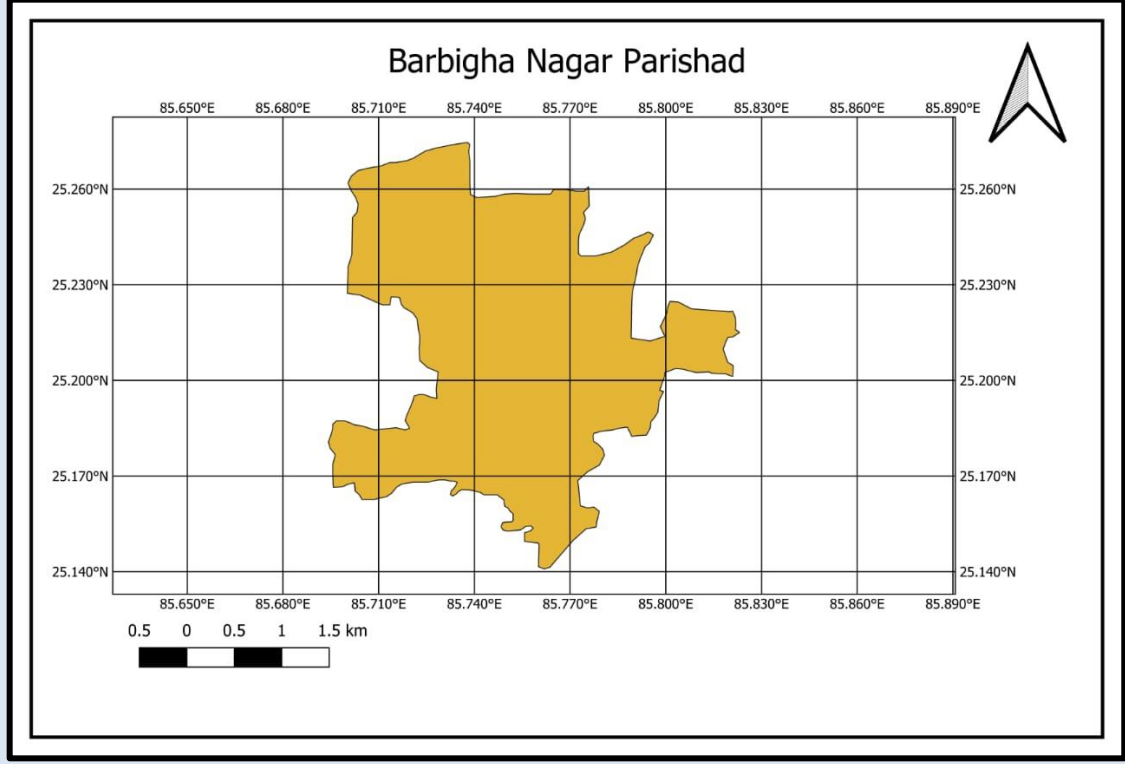 Barbigha Nagar Parishad
85.650°E 85.680°E 85.710°E 85.740°E 85.770°E 85.800°E 85.830°E 85.860°E 85.890°E
25.260°N 25.260°N
25.230°N 25.230°N
25.200°N 25.200°N
25.170°N 25.170°N
25.140°N 25.140°N
85.650°E 85.680°E 85.710°E 85.740°E 85.770°E 85.800°E 85.830°E 85.860°E 85.890°E
0.5 0 0.5 1 1.5 km